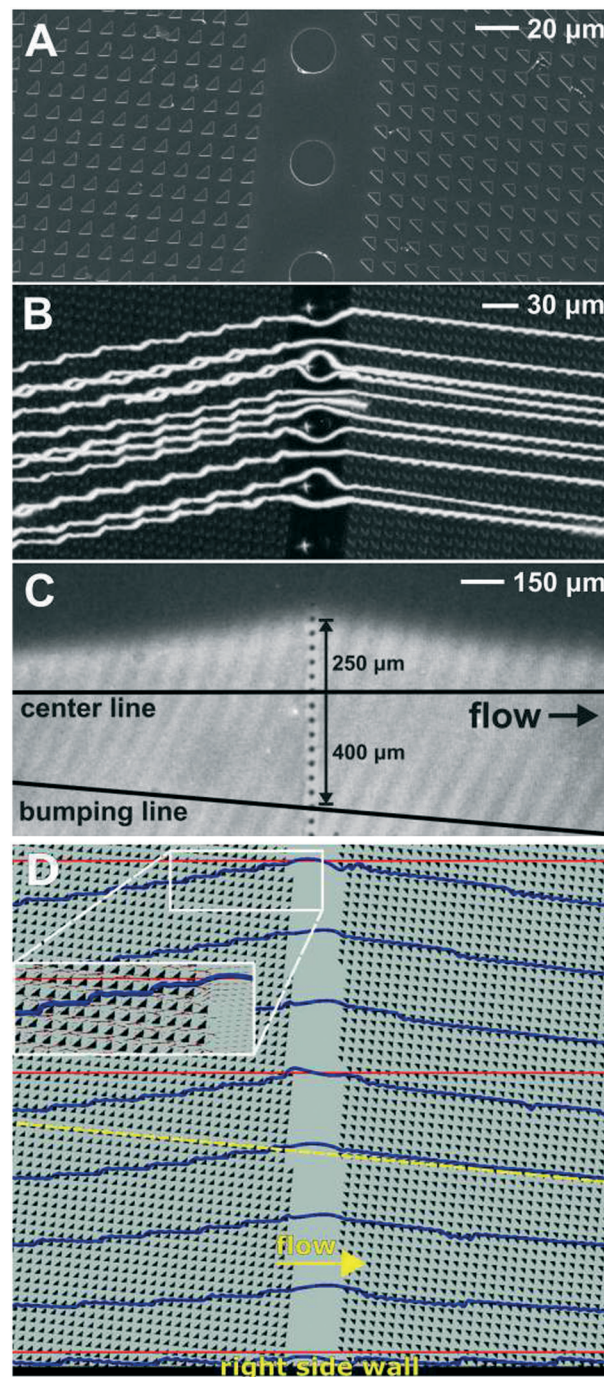 A
20 µm
B
30 µm
C
150 µm
250 µm
center line
flow
400 µm
bumping line
D
flow
right side wall